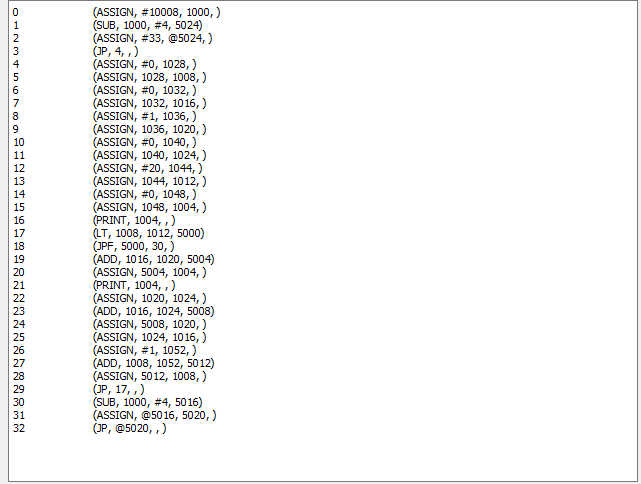 0 (ASSIGN, #10008, 1000, )
1 (SUB, 1000, #4, 5024)
2 (ASSIGN, #33, @5024, )
3 (JP, 4, , )
4 (ASSIGN, #0, 1028, )
5 (ASSIGN, 1028, 1008, )
6 (ASSIGN, #0, 1032, )
7 (ASSIGN, 1032, 1016, )
8 (ASSIGN, #1, 1036, )
9 (ASSIGN, 1036, 1020, )
10 (ASSIGN, #0, 1040, )
11 (ASSIGN, 1040, 1024, )
12 (ASSIGN, #20, 1044, )
13 (ASSIGN, 1044, 1012, )
14 (ASSIGN, #0, 1048, )
15 (ASSIGN, 1048, 1004, )
16 (PRINT, 1004, , )
17 (LT, 1008, 1012, 5000)
18 (JPF, 5000, 30, )
19 (ADD, 1016, 1020, 5004)
20 (ASSIGN, 5004, 1004, )
21 (PRINT, 1004, , )
22 (ASSIGN, 1020, 1024, )
23 (ADD, 1016, 1024, 5008)
24 (ASSIGN, 5008, 1020, )
25 (ASSIGN, 1024, 1016, )
26 (ASSIGN, #1, 1052, )
27 (ADD, 1008, 1052, 5012)
28 (ASSIGN, 5012, 1008, )
29 (JP, 17, , )
30 (SUB, 1000, #4, 5016)
31 (ASSIGN, @5016, 5020, )
32 (JP, @5020, , )